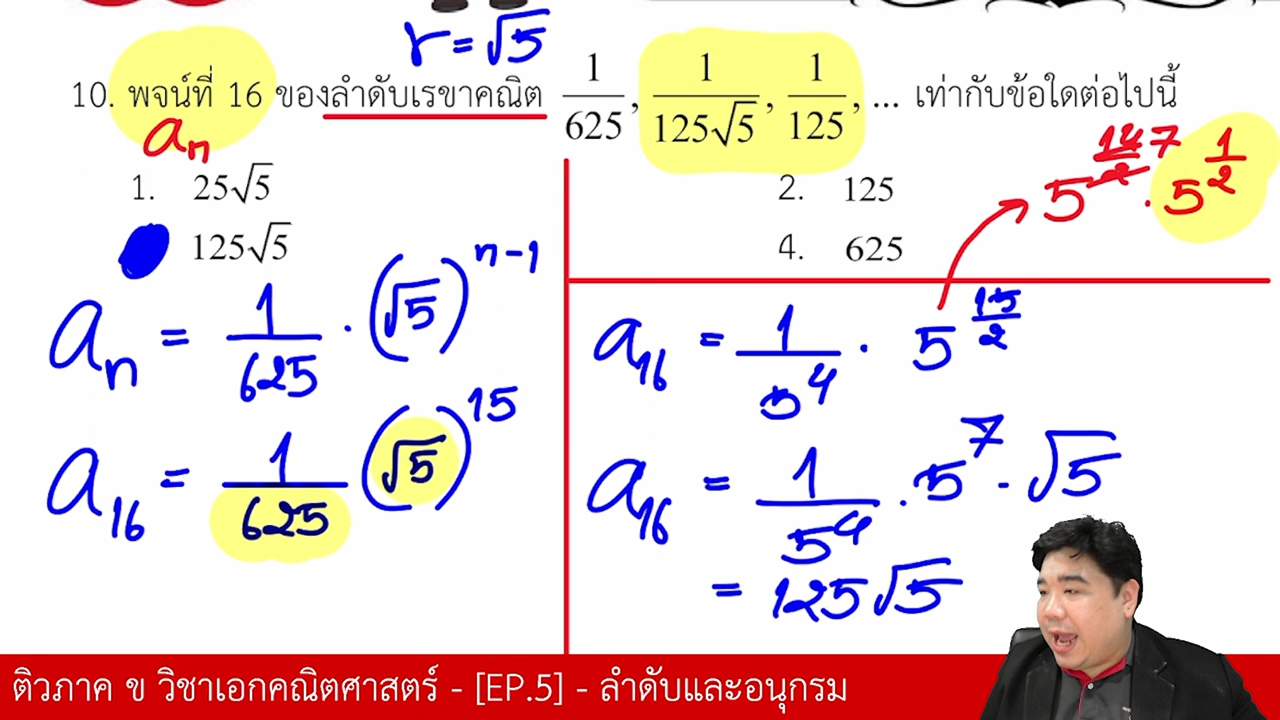 r = √5
10. พจน์ที่ 16 ของลำดับเรขาคณิต 1/625, 1/125√5, 1/125, ... เท่ากับข้อใดต่อไปนี้
aₙ
1. 25√5
2. 125
5^(14/2) 7 · 5^(1/2)
125√5
4. 625
aₙ = 1/625 · (√5)^(n-1)
a₁₆ = 1/5⁴ · 5^(15/2)
a₁₆ = 1/625 (√5)^15
a₁₆ = 1/5⁴ · 5⁷ · √5
= 125√5
ติวภาค ข วิชาเอกคณิตศาสตร์ - [EP.5] - ลำดับและอนุกรม